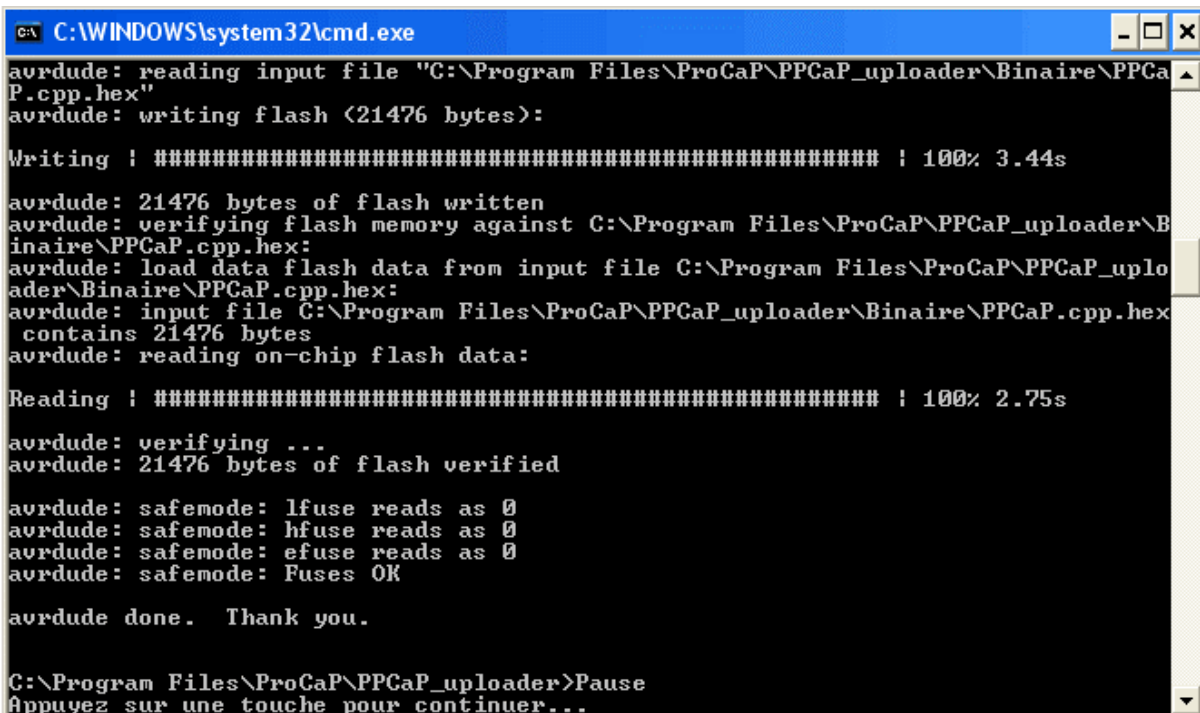 C:\WINDOWS\system32\cmd.exe
avrdude: reading input file "C:\Program Files\ProCaP\PPCaP_uploader\Binaire\PPCa
P.cpp.hex"
avrdude: writing flash (21476 bytes):
Writing | ################################################## | 100% 3.44s
avrdude: 21476 bytes of flash written
avrdude: verifying flash memory against C:\Program Files\ProCaP\PPCaP_uploader\B
inaire\PPCaP.cpp.hex:
avrdude: load data flash data from input file C:\Program Files\ProCaP\PPCaP_uplo
ader\Binaire\PPCaP.cpp.hex:
avrdude: input file C:\Program Files\ProCaP\PPCaP_uploader\Binaire\PPCaP.cpp.hex
 contains 21476 bytes
avrdude: reading on-chip flash data:
Reading | ################################################## | 100% 2.75s
avrdude: verifying ...
avrdude: 21476 bytes of flash verified
avrdude: safemode: lfuse reads as 0
avrdude: safemode: hfuse reads as 0
avrdude: safemode: efuse reads as 0
avrdude: safemode: Fuses OK
avrdude done.  Thank you.
C:\Program Files\ProCaP\PPCaP_uploader>Pause
Appuyez sur une touche pour continuer...